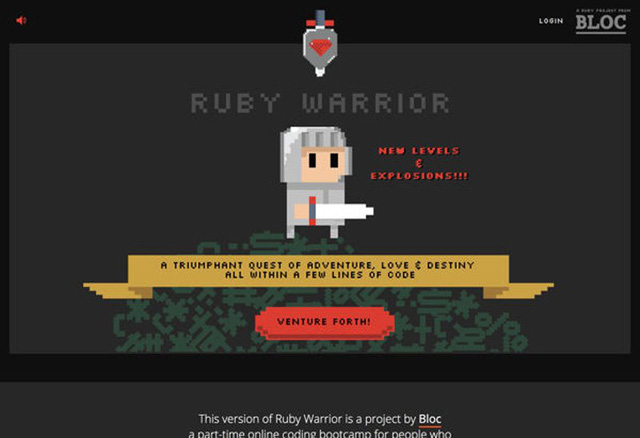 LOGIN
A RUBY PROJECT FROM
BLOC
RUBY WARRIOR
NEW LEVELS
&
EXPLOSIONS!!!
A TRIUMPHANT QUEST OF ADVENTURE, LOVE & DESTINY
ALL WITHIN A FEW LINES OF CODE
VENTURE FORTH!
This version of Ruby Warrior is a project by Bloc
a part-time online coding bootcamp for people who